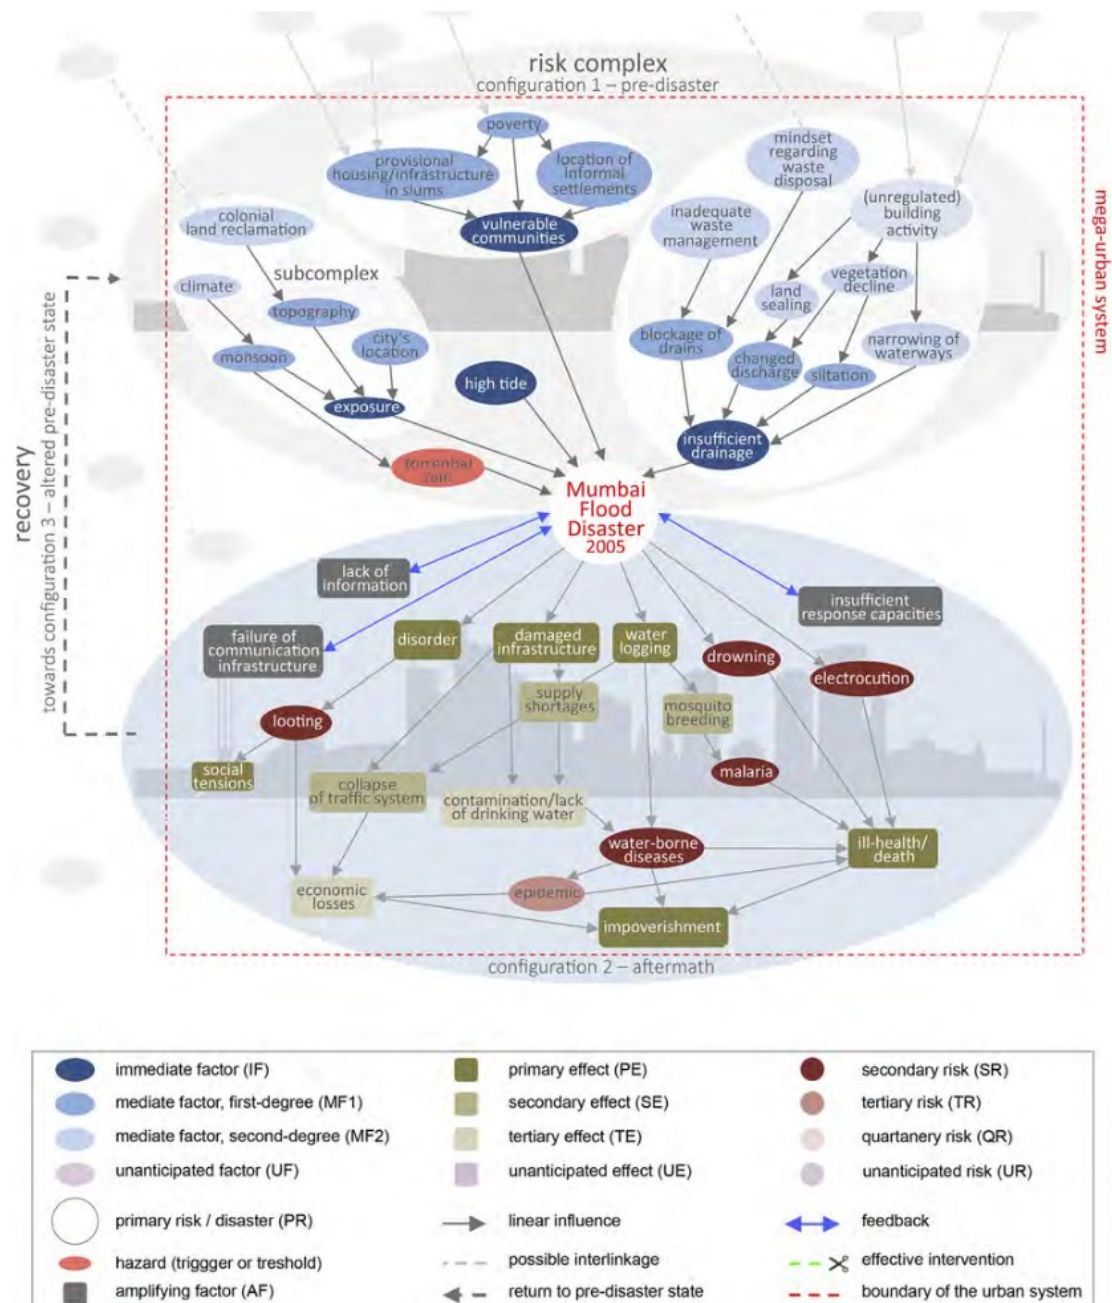 risk complex
configuration 1 – pre-disaster
poverty
provisional
housing/infrastructure
in slums
location of
informal
settlements
vulnerable
communities
mindset
regarding
waste
disposal
inadequate
waste
management
(unregulated)
building
activity
colonial
land reclamation
subcomplex
climate
topography
monsoon
city's
location
exposure
high tide
torrential
rain
land
sealing
vegetation
decline
blockage of
drains
changed
discharge
siltation
narrowing of
waterways
insufficient
drainage
mega-urban system
recovery
towards configuration 3 – altered pre-disaster state
Mumbai
Flood
Disaster
2005
lack of
information
insufficient
response capacities
failure of
communication
infrastructure
disorder
damaged
infrastructure
water
logging
drowning
electrocution
supply
shortages
mosquito
breeding
looting
social
tensions
collapse
of traffic system
contamination/lack
of drinking water
malaria
water-borne
diseases
ill-health/
death
economic
losses
epidemic
impoverishment
configuration 2 – aftermath
immediate factor (IF)
mediate factor, first-degree (MF1)
mediate factor, second-degree (MF2)
unanticipated factor (UF)
primary risk / disaster (PR)
hazard (triggger or treshold)
amplifying factor (AF)
primary effect (PE)
secondary effect (SE)
tertiary effect (TE)
unanticipated effect (UE)
linear influence
possible interlinkage
return to pre-disaster state
secondary risk (SR)
tertiary risk (TR)
quartanery risk (QR)
unanticipated risk (UR)
feedback
effective intervention
boundary of the urban system